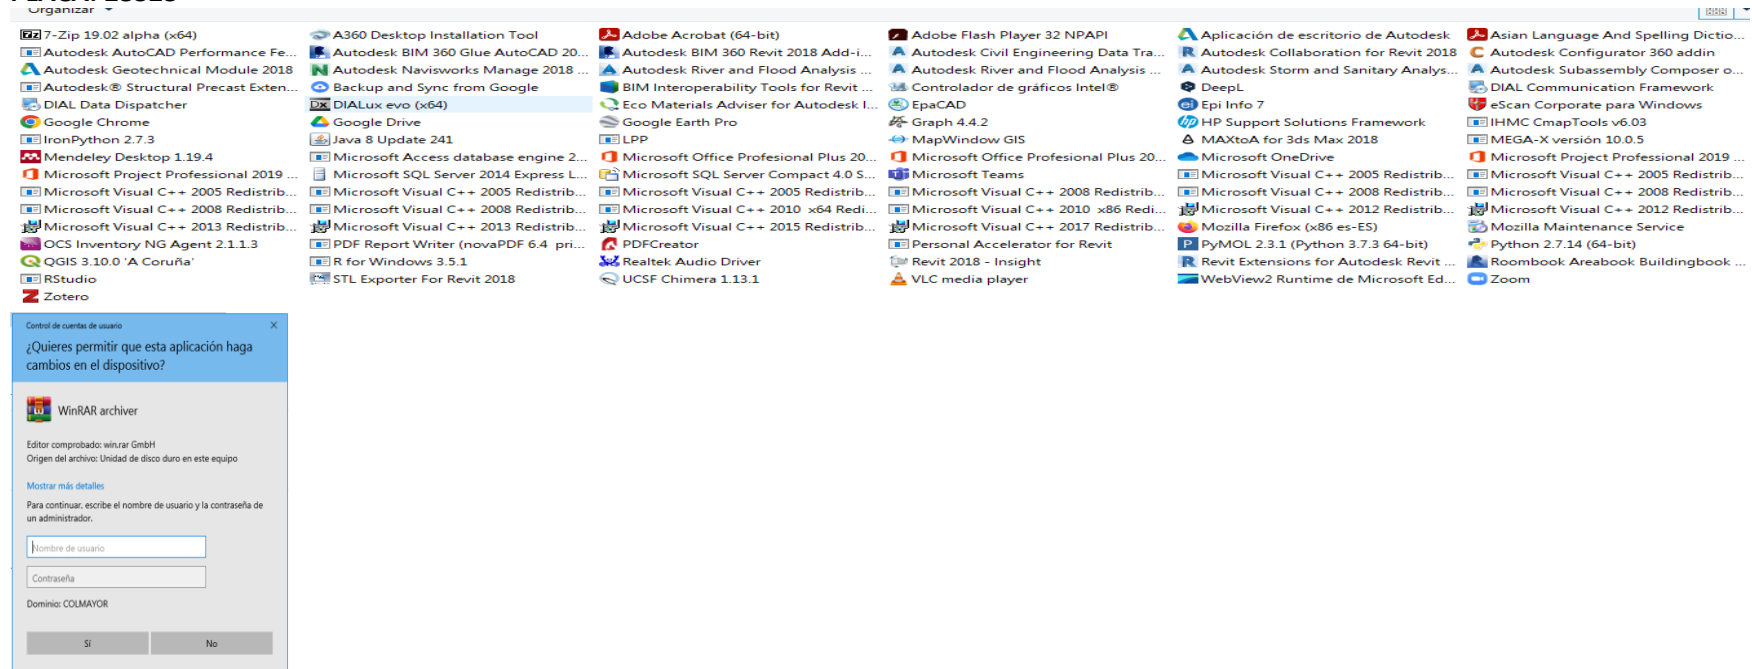 Organizar
7-Zip 19.02 alpha (x64) A360 Desktop Installation Tool Adobe Acrobat (64-bit) Adobe Flash Player 32 NPAPI Aplicación de escritorio de Autodesk Asian Language And Spelling Dictio...
Autodesk AutoCAD Performance Fe... Autodesk BIM 360 Glue AutoCAD 20... Autodesk BIM 360 Revit 2018 Add-i... Autodesk Civil Engineering Data Tra... Autodesk Collaboration for Revit 2018 Autodesk Configurator 360 addin
Autodesk Geotechnical Module 2018 Autodesk Navisworks Manage 2018 ... Autodesk River and Flood Analysis ... Autodesk River and Flood Analysis ... Autodesk Storm and Sanitary Analys... Autodesk Subassembly Composer o...
Autodesk® Structural Precast Exten... Backup and Sync from Google BIM Interoperability Tools for Revit ... Controlador de gráficos Intel® DeepL DIAL Communication Framework
DIAL Data Dispatcher DIALux evo (x64) Eco Materials Adviser for Autodesk I... EpaCAD Epi Info 7 eScan Corporate para Windows
Google Chrome Google Drive Google Earth Pro Graph 4.4.2 HP Support Solutions Framework IHMC CmapTools v6.03
IronPython 2.7.3 Java 8 Update 241 LPP MapWindow GIS MAXtoA for 3ds Max 2018 MEGA-X versión 10.0.5
Mendeley Desktop 1.19.4 Microsoft Access database engine 2... Microsoft Office Profesional Plus 20... Microsoft Office Profesional Plus 20... Microsoft OneDrive Microsoft Project Professional 2019 ...
Microsoft Project Professional 2019 ... Microsoft SQL Server 2014 Express L... Microsoft SQL Server Compact 4.0 S... Microsoft Teams Microsoft Visual C++ 2005 Redistrib... Microsoft Visual C++ 2005 Redistrib...
Microsoft Visual C++ 2005 Redistrib... Microsoft Visual C++ 2005 Redistrib... Microsoft Visual C++ 2005 Redistrib... Microsoft Visual C++ 2008 Redistrib... Microsoft Visual C++ 2008 Redistrib... Microsoft Visual C++ 2008 Redistrib...
Microsoft Visual C++ 2008 Redistrib... Microsoft Visual C++ 2008 Redistrib... Microsoft Visual C++ 2010 x64 Redi... Microsoft Visual C++ 2010 x86 Redi... Microsoft Visual C++ 2012 Redistrib... Microsoft Visual C++ 2012 Redistrib...
Microsoft Visual C++ 2013 Redistrib... Microsoft Visual C++ 2013 Redistrib... Microsoft Visual C++ 2015 Redistrib... Microsoft Visual C++ 2017 Redistrib... Mozilla Firefox (x86 es-ES) Mozilla Maintenance Service
OCS Inventory NG Agent 2.1.1.3 PDF Report Writer (novaPDF 6.4 pri... PDFCreator Personal Accelerator for Revit PyMOL 2.3.1 (Python 3.7.3 64-bit) Python 2.7.14 (64-bit)
QGIS 3.10.0 'A Coruña' R for Windows 3.5.1 Realtek Audio Driver Revit 2018 - Insight Revit Extensions for Autodesk Revit ... Roombook Areabook Buildingbook ...
RStudio STL Exporter For Revit 2018 UCSF Chimera 1.13.1 VLC media player WebView2 Runtime de Microsoft Ed... Zoom
Zotero
Control de cuentas de usuario
¿Quieres permitir que esta aplicación haga
cambios en el dispositivo?
WinRAR archiver
Editor comprobado: win.rar GmbH
Origen del archivo: Unidad de disco duro en este equipo
Mostrar más detalles
Para continuar, escribe el nombre de usuario y la contraseña de
un administrador.
Nombre de usuario
Contraseña
Dominio: COLMAYOR
Sí No